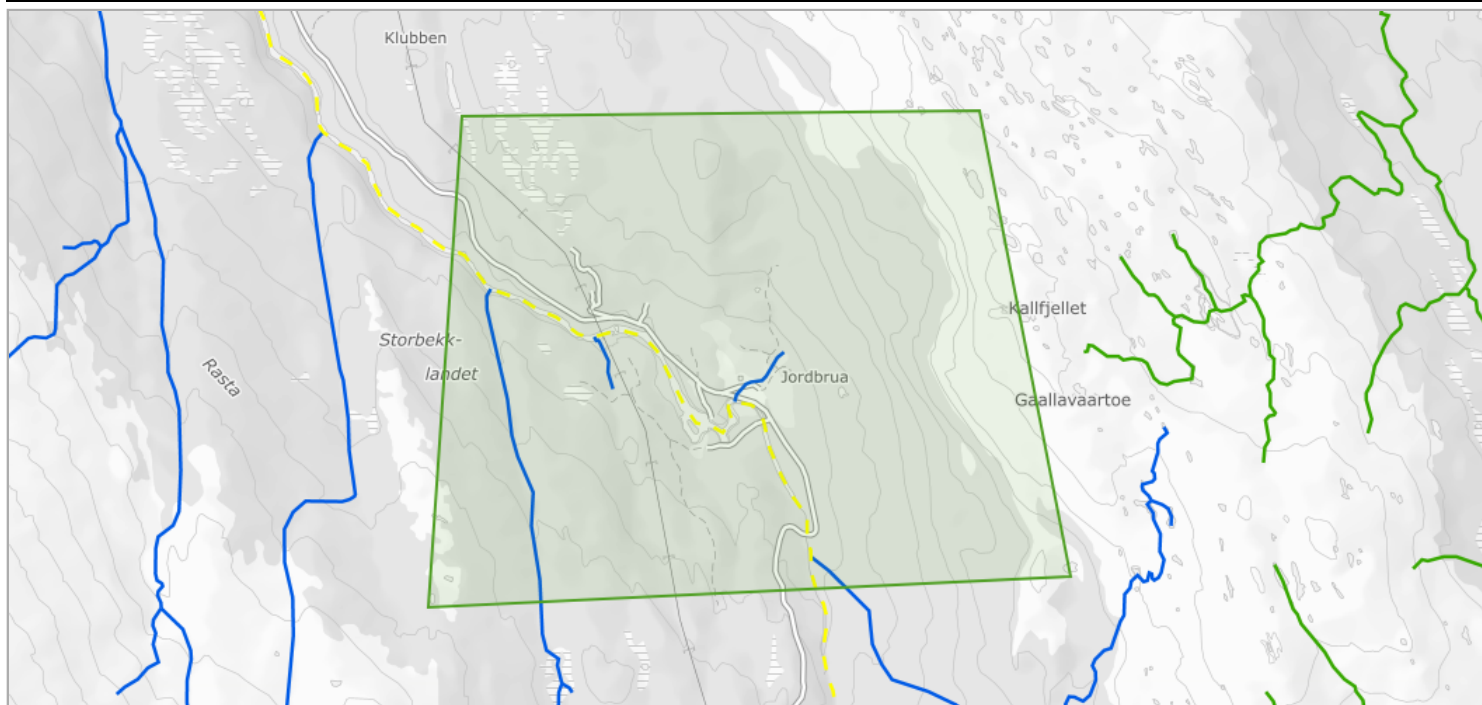 Klubben
Kallfjellet
Storbekk-
landet
Rasta
Jordbrua
Gaallavaartoe